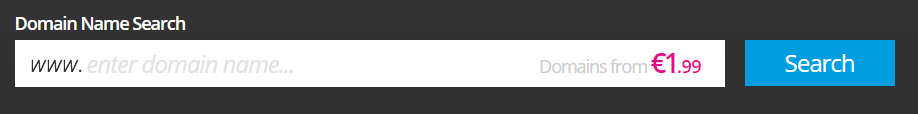 Domain Name Search
www. enter domain name... Domains from €1.99 Search